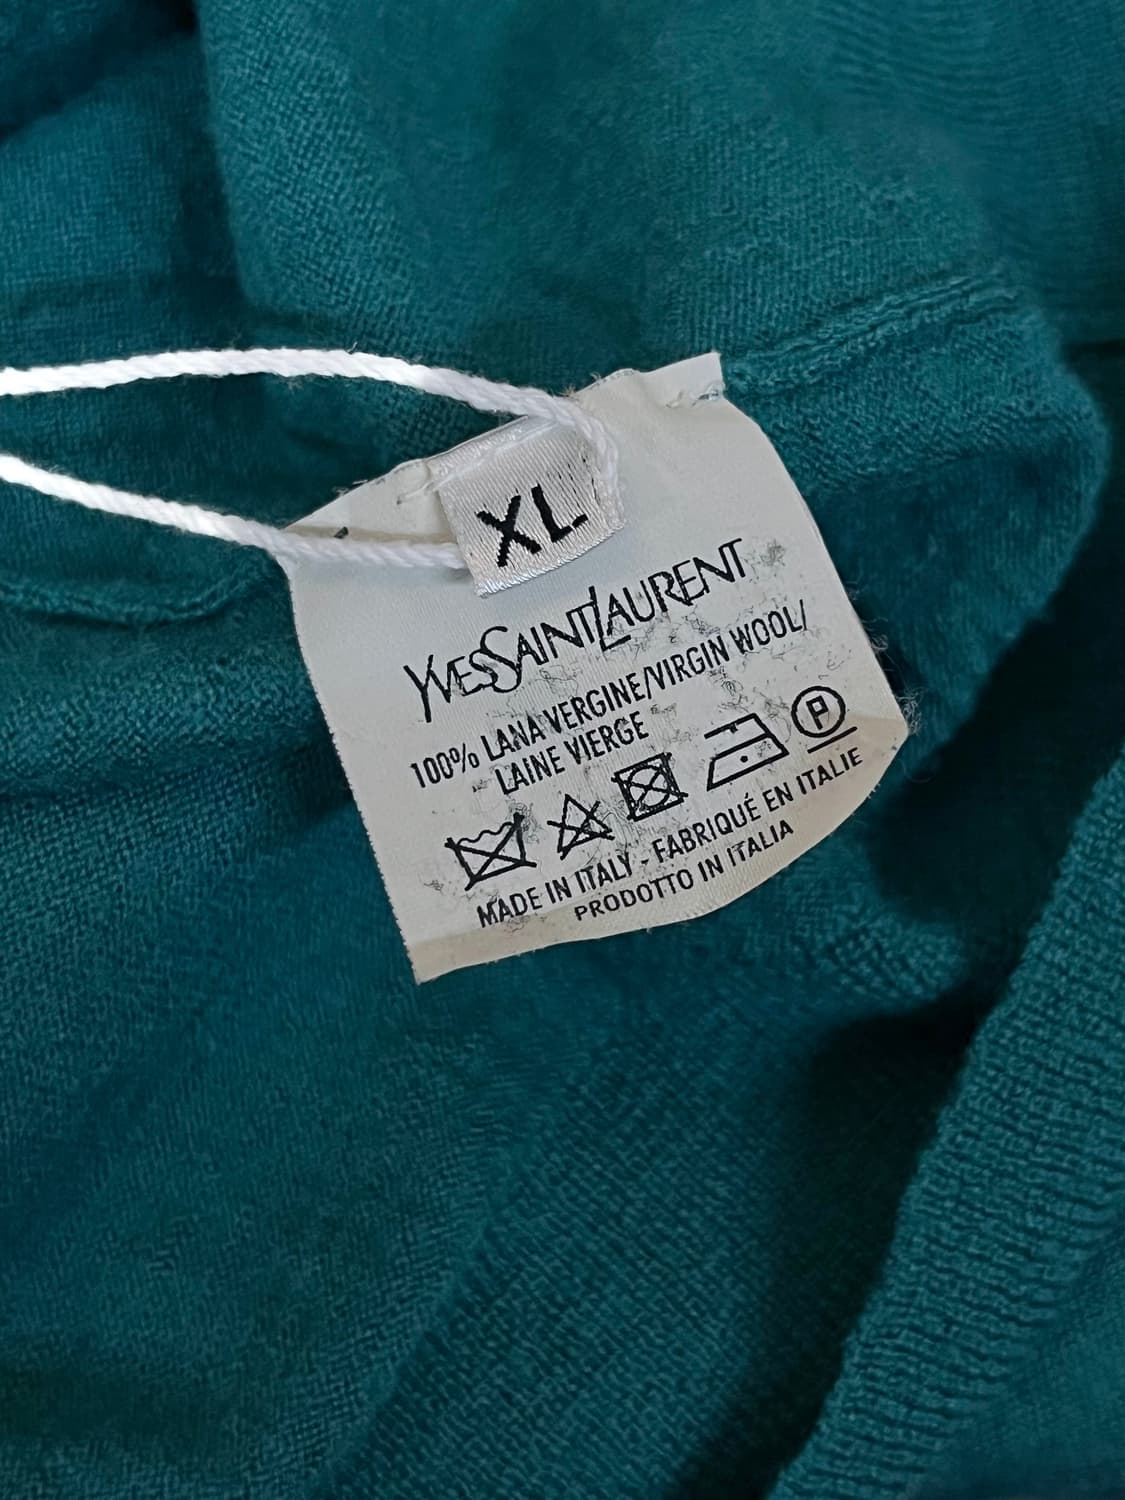 XL
YVESSAINTLAURENT
100% LANA VERGINE/VIRGIN WOOL/
LAINE VIERGE
P
MADE IN ITALY - FABRIQUÉ EN ITALIE
PRODOTTO IN ITALIA